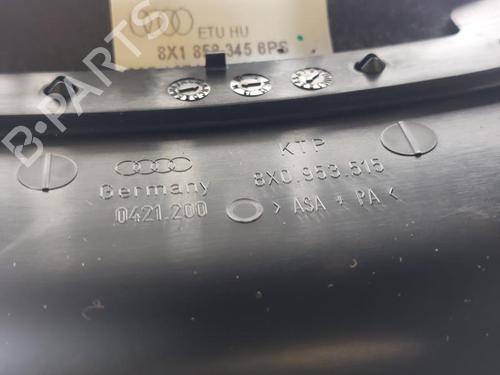 ETU HU
8X1 858 345 6PS
B-PARTS
KTP
Germany
8X0.953.515
0421.200
> ASA + PA <